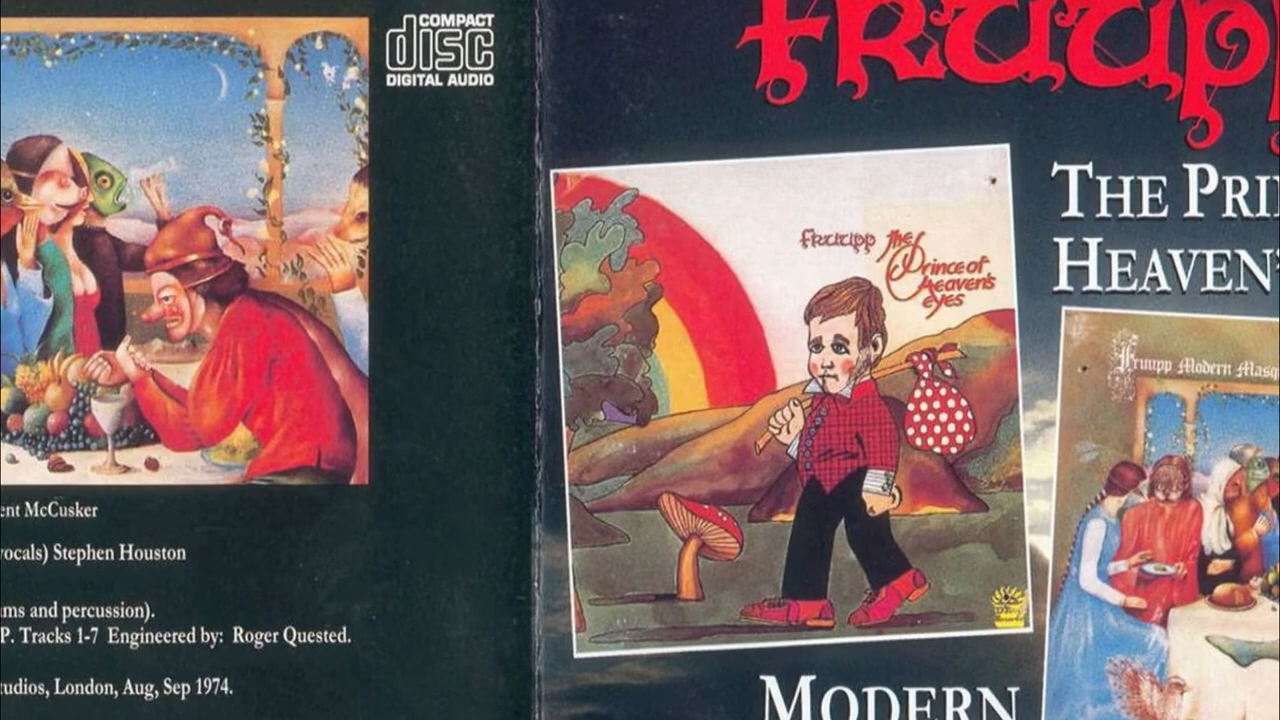 COMPACT
disc
DIGITAL AUDIO
ent McCusker
vocals) Stephen Houston
ms and percussion).
P. Tracks 1-7 Engineered by: Roger Quested.
tudios, London, Aug, Sep 1974.
fruupp
THE PRI
HEAVEN'
fruupp the
Prince of
Heaven's
eyes
Fruupp Modern Masq
MODERN